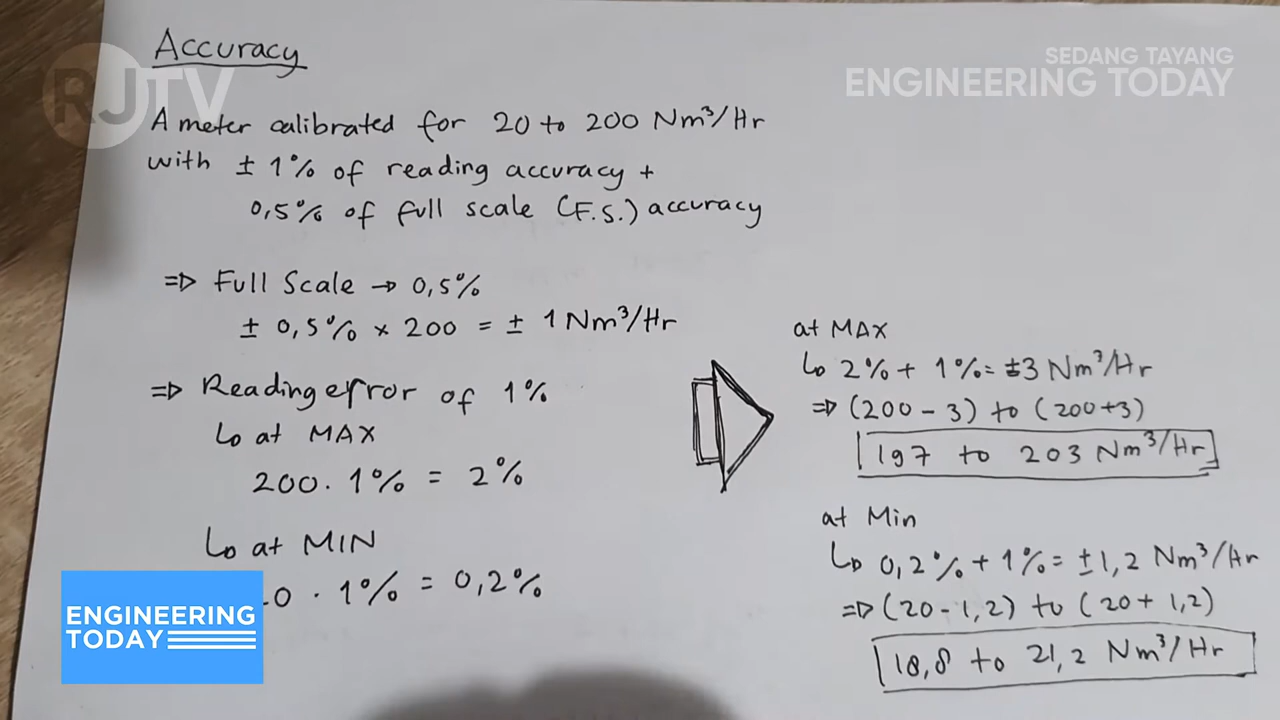 Accuracy
RJTV
SEDANG TAYANG
ENGINEERING TODAY
A meter calibrated for 20 to 200 Nm³/Hr
with ± 1% of reading accuracy +
0,5% of full scale (F.S.) accuracy
⇒ Full Scale → 0,5%
± 0,5% × 200 = ± 1 Nm³/Hr
⇒ Reading error of 1%
↳ at MAX
200 . 1% = 2%
↳ at MIN
0 . 1% = 0,2%
at MAX
↳ 2% + 1% = ±3 Nm³/Hr
⇒ (200 - 3) to (200+3)
197 to 203 Nm³/Hr
at Min
↳ 0,2% + 1% = ±1,2 Nm³/Hr
⇒ (20 - 1,2) to (20 + 1,2)
18,8 to 21,2 Nm³/Hr
ENGINEERING
TODAY